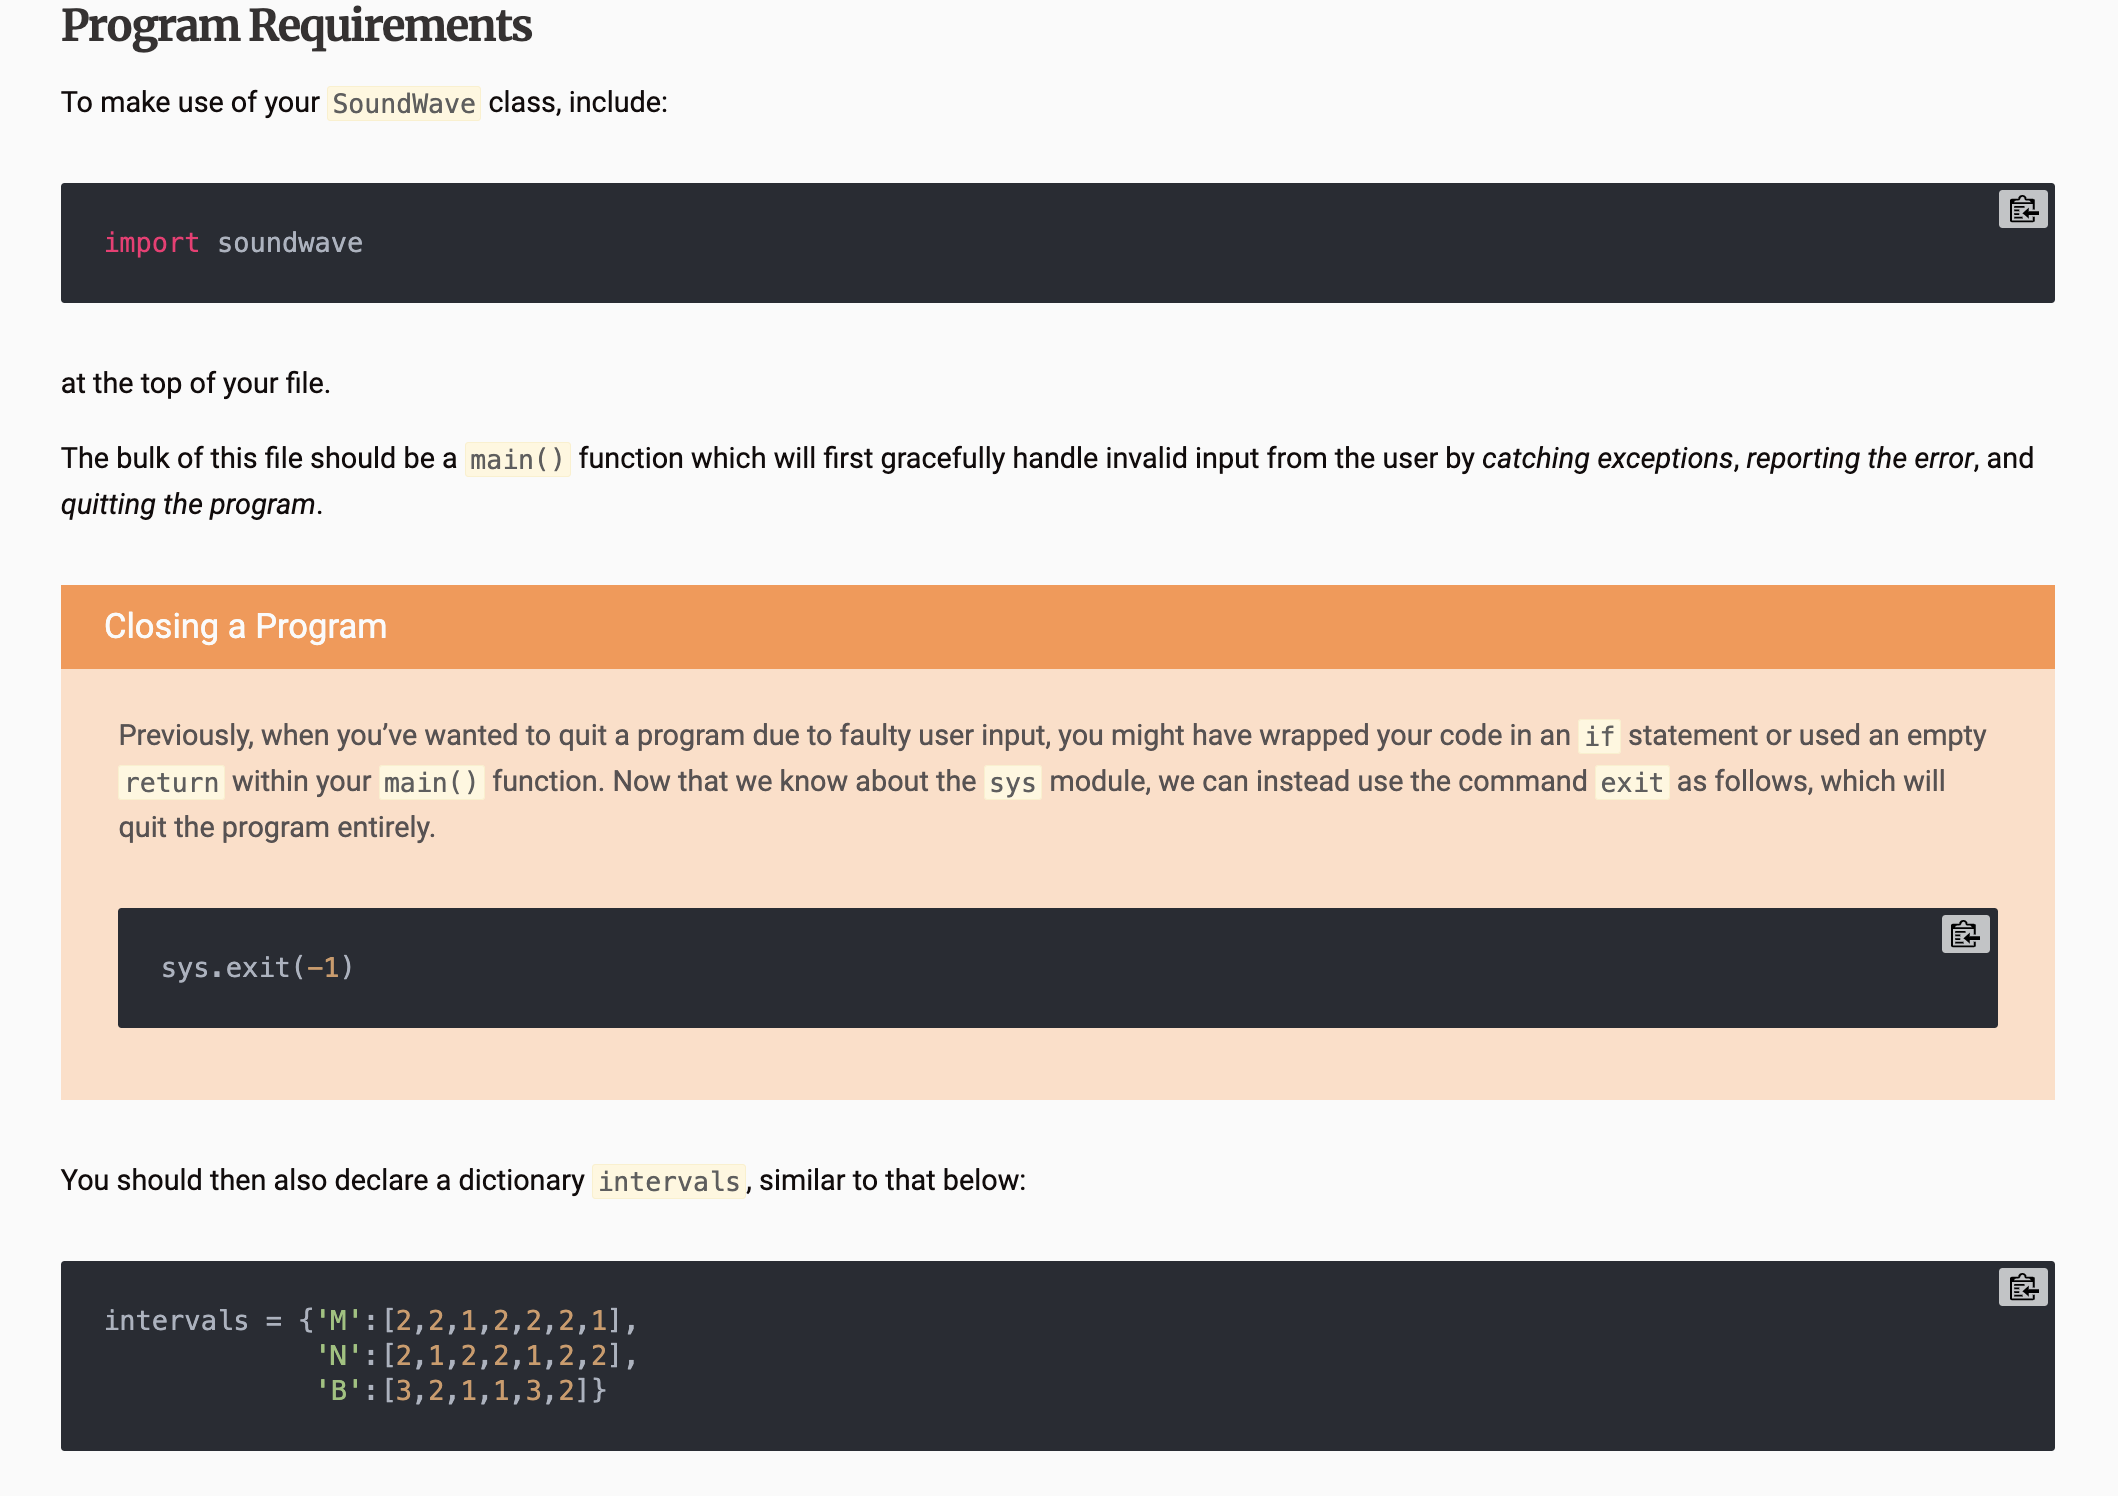 Program Requirements
To make use of your SoundWave class, include:
import soundwave
at the top of your file.
The bulk of this file should be a main() function which will first gracefully handle invalid input from the user by catching exceptions, reporting the error, and
quitting the program.
Closing a Program
Previously, when you’ve wanted to quit a program due to faulty user input, you might have wrapped your code in an if statement or used an empty
return within your main() function. Now that we know about the sys module, we can instead use the command exit as follows, which will
quit the program entirely.
sys.exit(-1)
You should then also declare a dictionary intervals, similar to that below:
intervals = {'M':[2,2,1,2,2,2,1],
'N':[2,1,2,2,1,2,2],
'B':[3,2,1,1,3,2]}